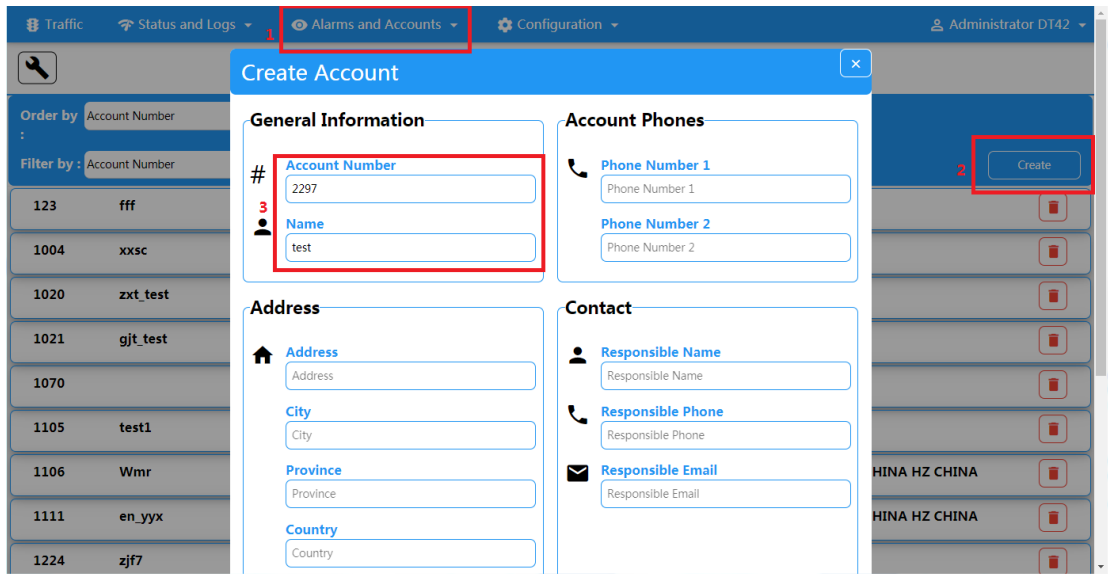 Traffic
Status and Logs
1
Alarms and Accounts
Configuration
Administrator DT42
Create Account
×
Order by
:
Account Number
Filter by :
Account Number
2
Create
General Information
#
Account Number
2297
3
Name
test
Account Phones
Phone Number 1
Phone Number 1
Phone Number 2
Phone Number 2
Address
Address
Address
City
City
Province
Province
Country
Country
Contact
Responsible Name
Responsible Name
Responsible Phone
Responsible Phone
Responsible Email
Responsible Email
123 fff
1004 xxsc
1020 zxt_test
1021 gjt_test
1070
1105 test1
1106 Wmr HINA HZ CHINA
1111 en_yyx HINA HZ CHINA
1224 zjf7